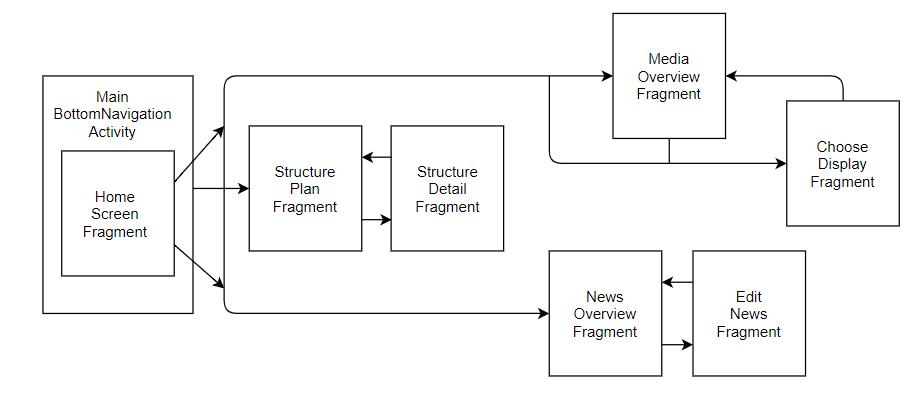 Main
BottomNavigation
Activity
Home
Screen
Fragment
Structure
Plan
Fragment
Structure
Detail
Fragment
Media
Overview
Fragment
Choose
Display
Fragment
News
Overview
Fragment
Edit
News
Fragment